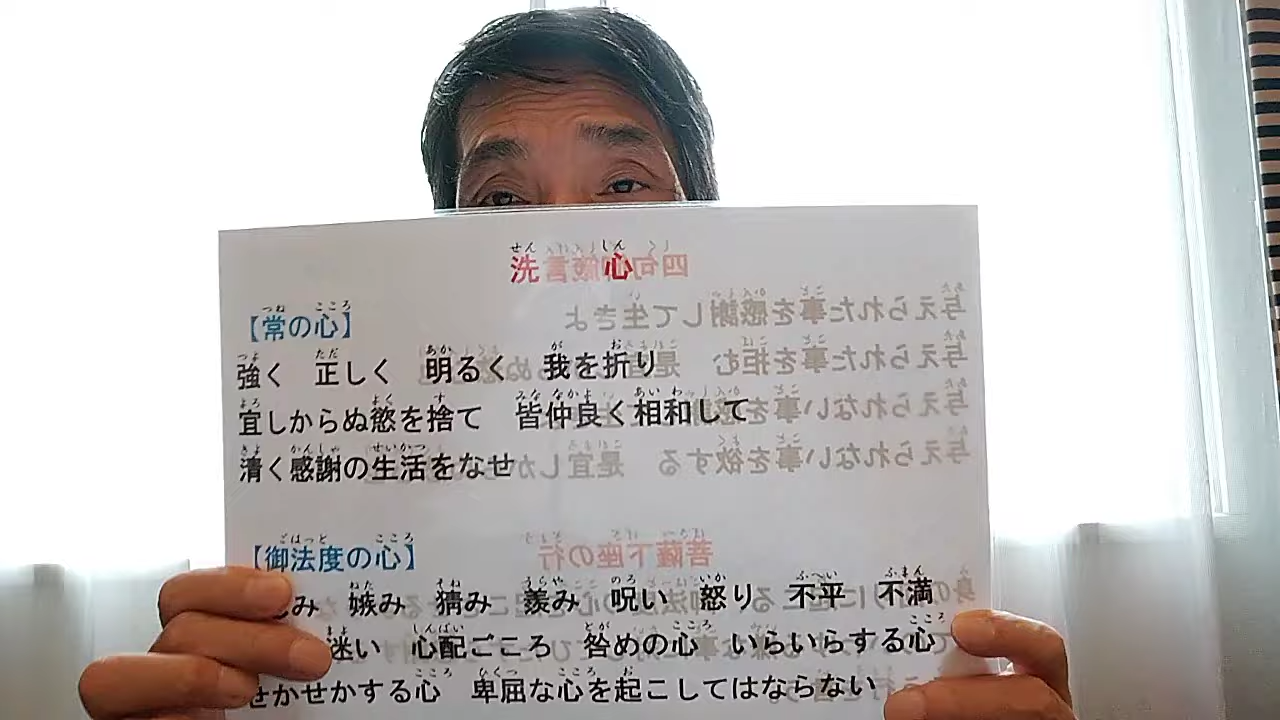 洗心
【常の心】
強く 正しく 明るく 我を折り
宜しからぬ慾を捨て 皆仲良く相和して
清く感謝の生活をなせ
【御法度の心】
み 嫉み 猜み 羨み 呪い 怒り 不平 不満
迷い 心配ごころ 咎めの心 いらいらする心
せかせかする心 卑屈な心を起こしてはならない